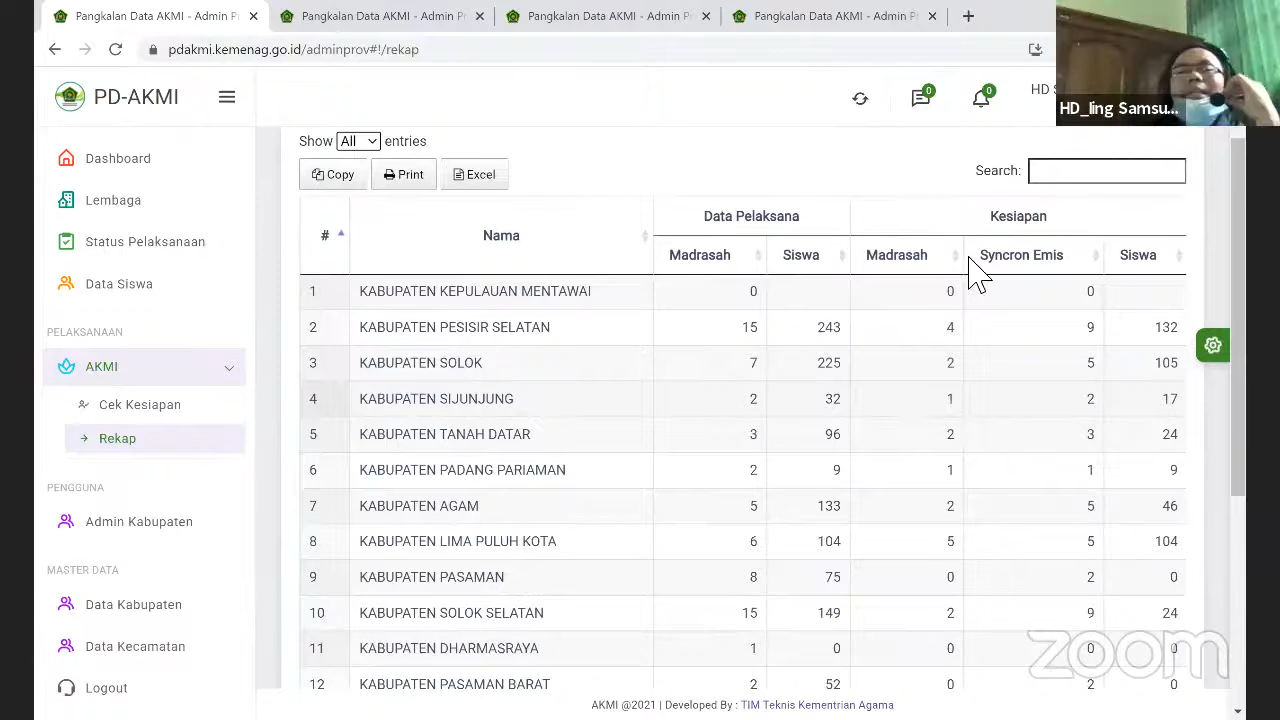 Pangkalan Data AKMI - Admin P
Pangkalan Data AKMI - Admin P
Pangkalan Data AKMI - Admin P
Pangkalan Data AKMI - Admin P
pdakmi.kemenag.go.id/adminprov#!/rekap
PD-AKMI
0
0
HD
HD_Iing Samsu...
Dashboard
Lembaga
Status Pelaksanaan
Data Siswa
PELAKSANAAN
AKMI
Cek Kesiapan
Rekap
PENGGUNA
Admin Kabupaten
MASTER DATA
Data Kabupaten
Data Kecamatan
Logout
Show All entries
Copy Print Excel
Search:
# Nama Data Pelaksana Kesiapan
Madrasah Siswa Madrasah Syncron Emis Siswa
1 KABUPATEN KEPULAUAN MENTAWAI 0 0 0
2 KABUPATEN PESISIR SELATAN 15 243 4 9 132
3 KABUPATEN SOLOK 7 225 2 5 105
4 KABUPATEN SIJUNJUNG 2 32 1 2 17
5 KABUPATEN TANAH DATAR 3 96 2 3 24
6 KABUPATEN PADANG PARIAMAN 2 9 1 1 9
7 KABUPATEN AGAM 5 133 2 5 46
8 KABUPATEN LIMA PULUH KOTA 6 104 5 5 104
9 KABUPATEN PASAMAN 8 75 0 2 0
10 KABUPATEN SOLOK SELATAN 15 149 2 9 24
11 KABUPATEN DHARMASRAYA 1 0 0 0 0
12 KABUPATEN PASAMAN BARAT 2 52 0 2 0
zoom
AKMI @2021 | Developed By : TIM Teknis Kementrian Agama